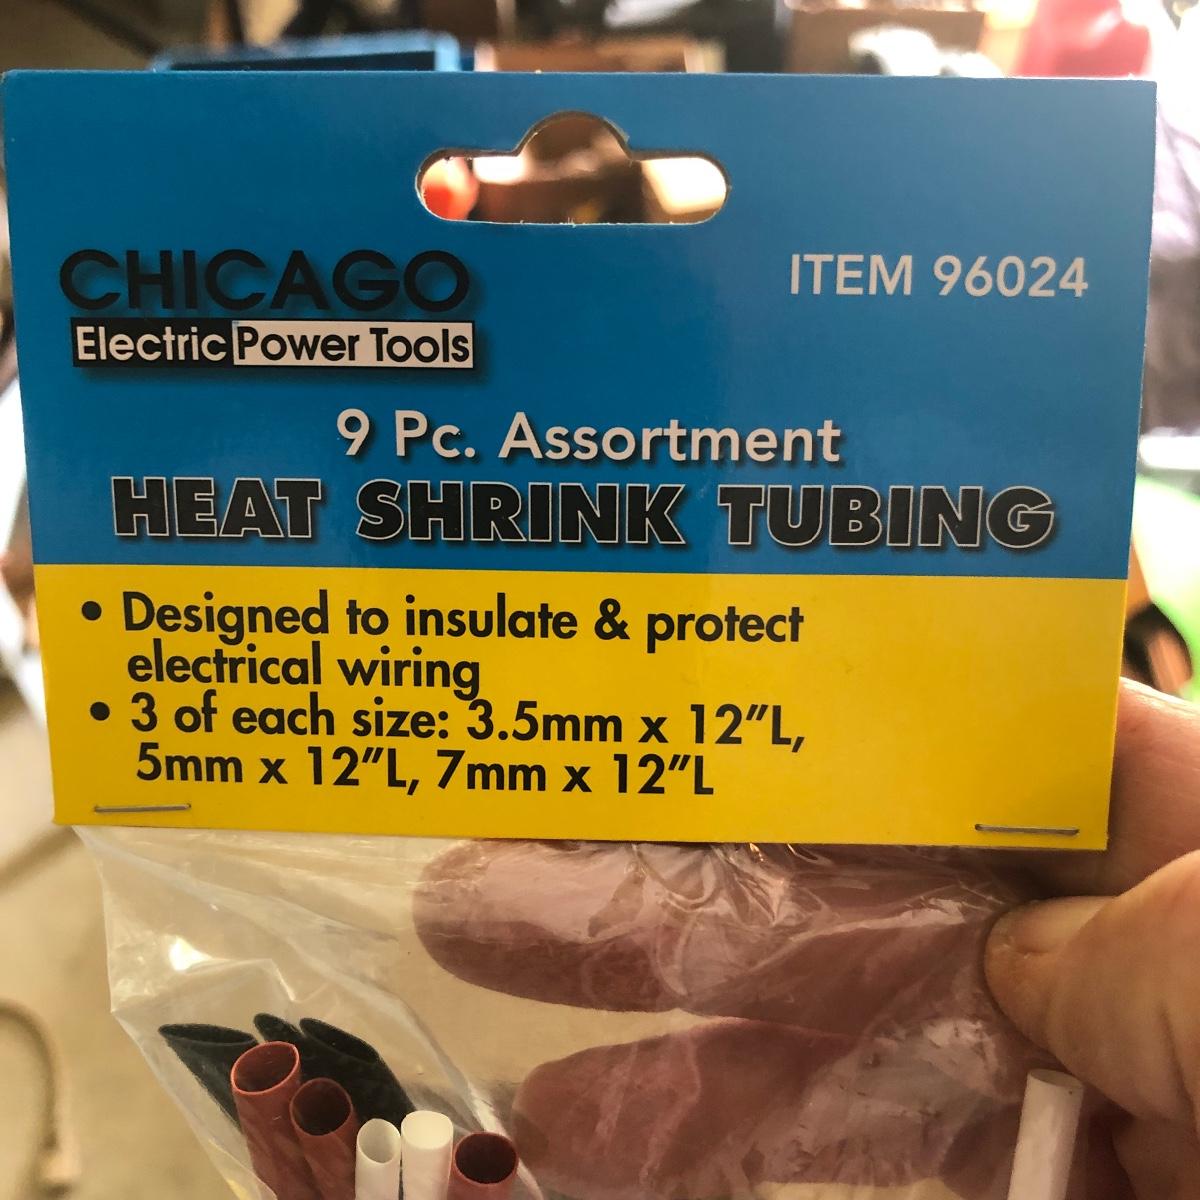 CHICAGO
Electric Power Tools
ITEM 96024
9 Pc. Assortment
HEAT SHRINK TUBING
• Designed to insulate & protect
electrical wiring
• 3 of each size: 3.5mm x 12"L,
5mm x 12"L, 7mm x 12"L